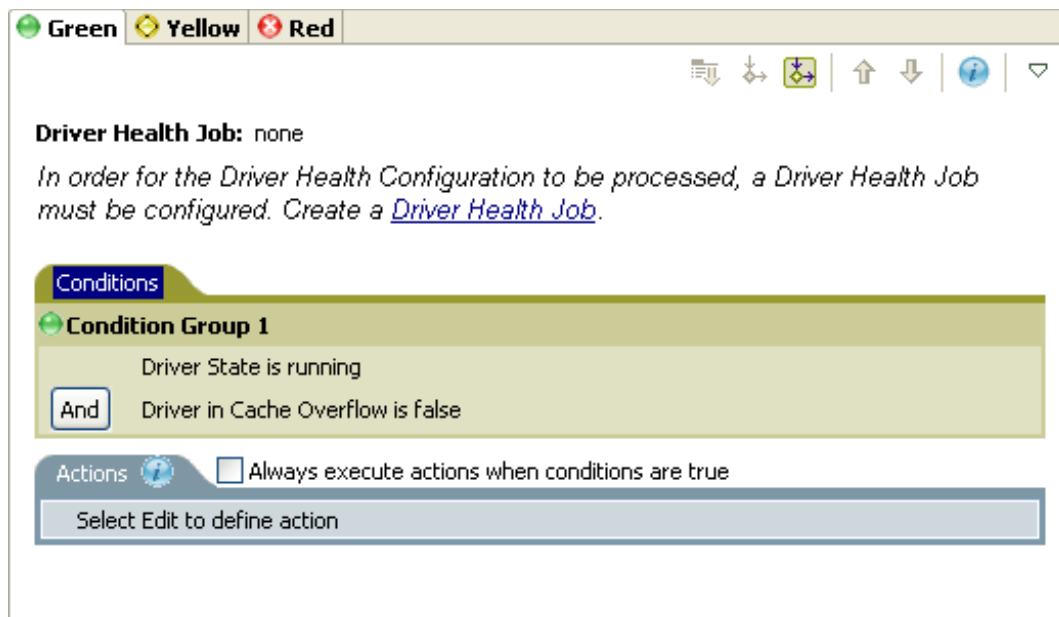 Green Yellow Red
Driver Health Job: none
In order for the Driver Health Configuration to be processed, a Driver Health Job
must be configured. Create a Driver Health Job.
Conditions
Condition Group 1
Driver State is running
And Driver in Cache Overflow is false
Actions Always execute actions when conditions are true
Select Edit to define action